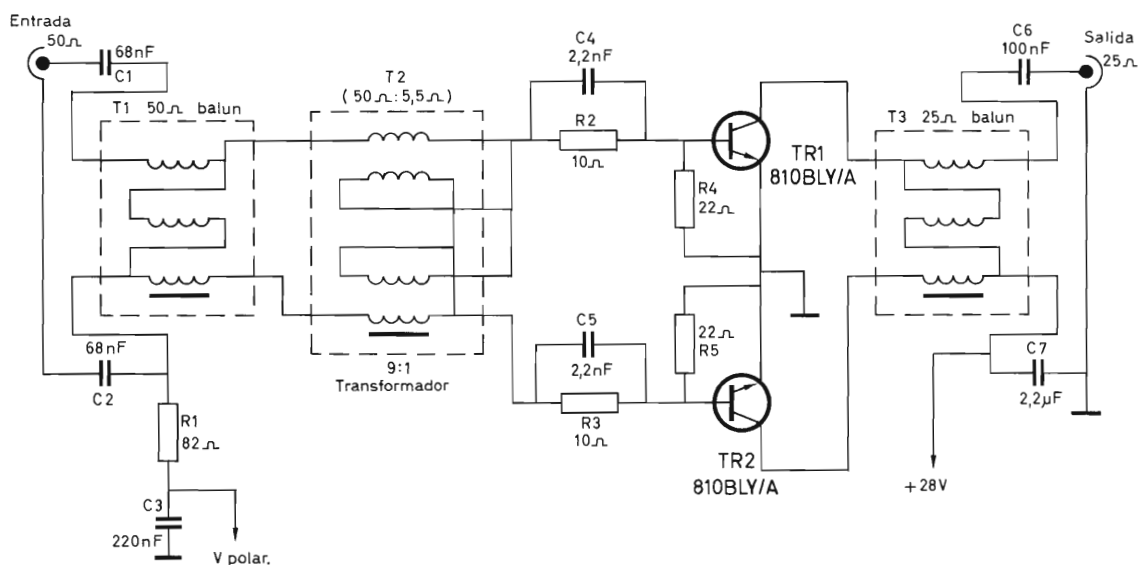 Entrada
50Ω
68nF
C1
T1 50Ω balun
T2
(50Ω:5,5Ω)
C4
2,2nF
R2
10Ω
R4
22Ω
TR1
810BLY/A
T3 25Ω balun
C6
100nF
Salida
25Ω
68nF
C2
R1
82Ω
C3
220nF
V polar.
9:1
Transformador
C5
2,2nF
R3
10Ω
22Ω
R5
TR2
810BLY/A
C7
2,2µF
+28V